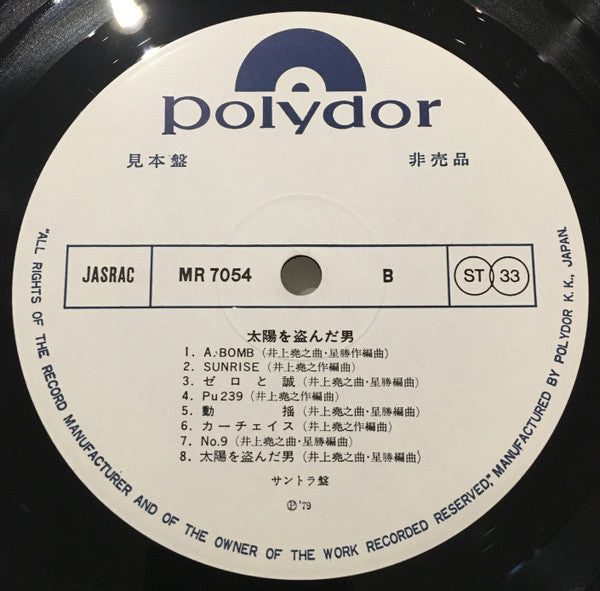 polydor
見本盤 非売品
JASRAC MR 7054 B ST 33
太陽を盗んだ男
1. A. BOMB (井上堯之曲・星勝作編曲)
2. SUNRISE (井上堯之作編曲)
3. ゼロと誠 (井上堯之曲・星勝編曲)
4. Pu239 (井上堯之作編曲)
5. 動揺 (井上堯之曲・星勝編曲)
6. カーチェイス (井上堯之作編曲)
7. No.9 (井上堯之曲・星勝編曲)
8. 太陽を盗んだ男 (井上堯之曲・星勝編曲)
サントラ盤
Ⓟ'79
"ALL RIGHTS OF THE RECORD MANUFACTURER AND OF THE OWNER OF THE WORK RECORDED RESERVED," MANUFACTURED BY POLYDOR K.K., JAPAN.